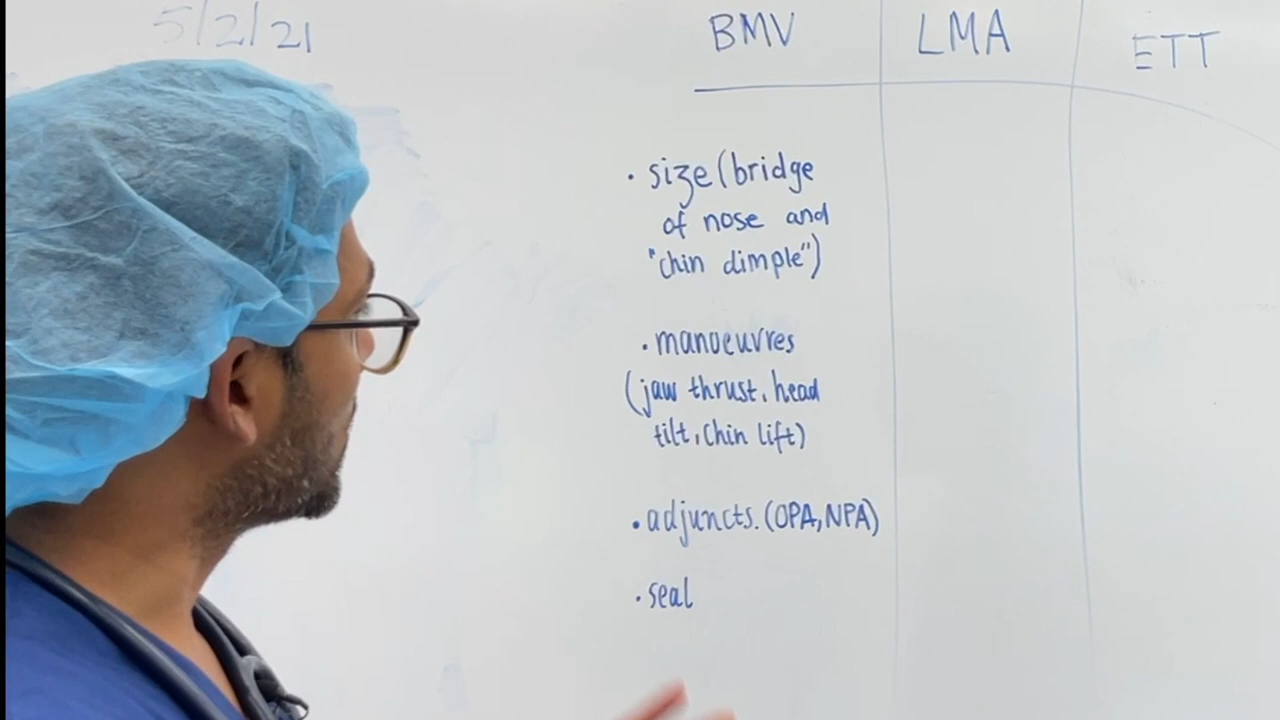 5/2/21
BMV LMA ETT
• size (bridge
of nose and
"chin dimple")
• manoeuvres
(jaw thrust, head
tilt, chin lift)
• adjuncts. (OPA, NPA)
• seal